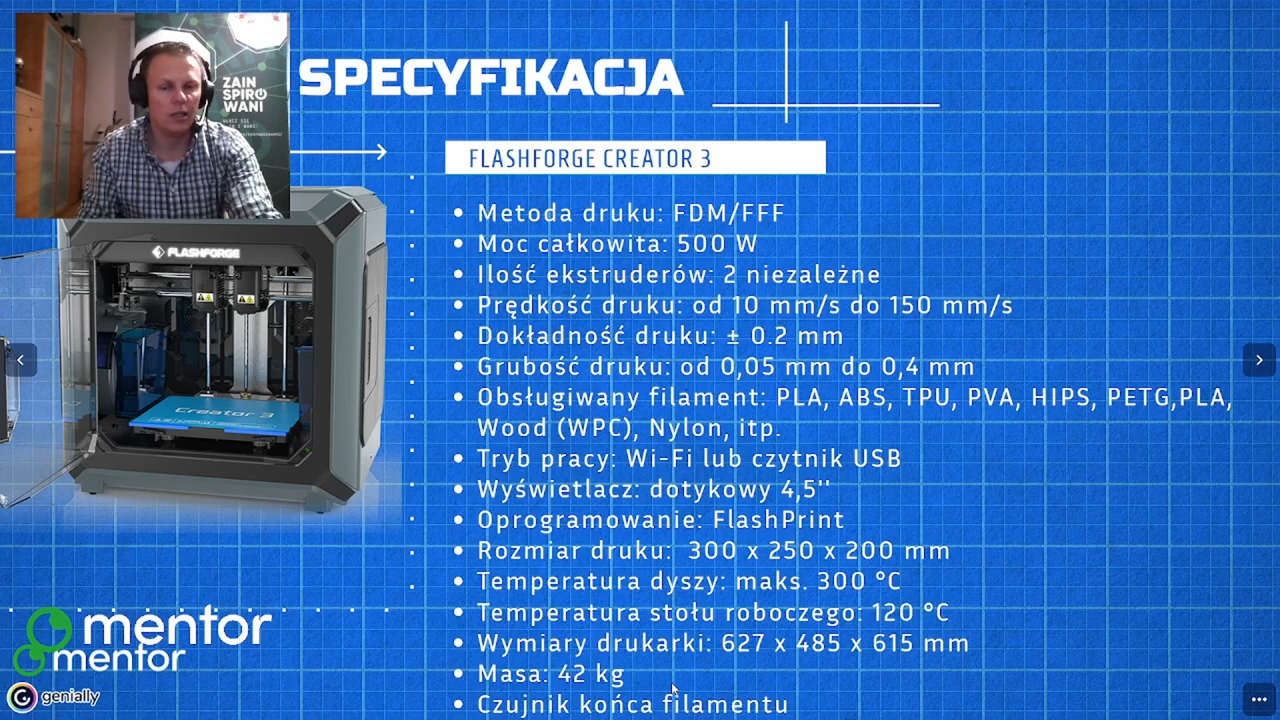 ZAIN
SPIRO
WANI
SPECYFIKACJA
FLASHFORGE CREATOR 3
• Metoda druku: FDM/FFF
• Moc całkowita: 500 W
• Ilość ekstruderów: 2 niezależne
• Prędkość druku: od 10 mm/s do 150 mm/s
• Dokładność druku: ± 0.2 mm
• Grubość druku: od 0,05 mm do 0,4 mm
• Obsługiwany filament: PLA, ABS, TPU, PVA, HIPS, PETG,PLA,
Wood (WPC), Nylon, itp.
• Tryb pracy: Wi-Fi lub czytnik USB
• Wyświetlacz: dotykowy 4,5''
• Oprogramowanie: FlashPrint
• Rozmiar druku: 300 x 250 x 200 mm
• Temperatura dyszy: maks. 300 °C
• Temperatura stołu roboczego: 120 °C
• Wymiary drukarki: 627 x 485 x 615 mm
• Masa: 42 kg
• Czujnik końca filamentu
FLASHFORGE
Creator 3
mentor
mentor
genially